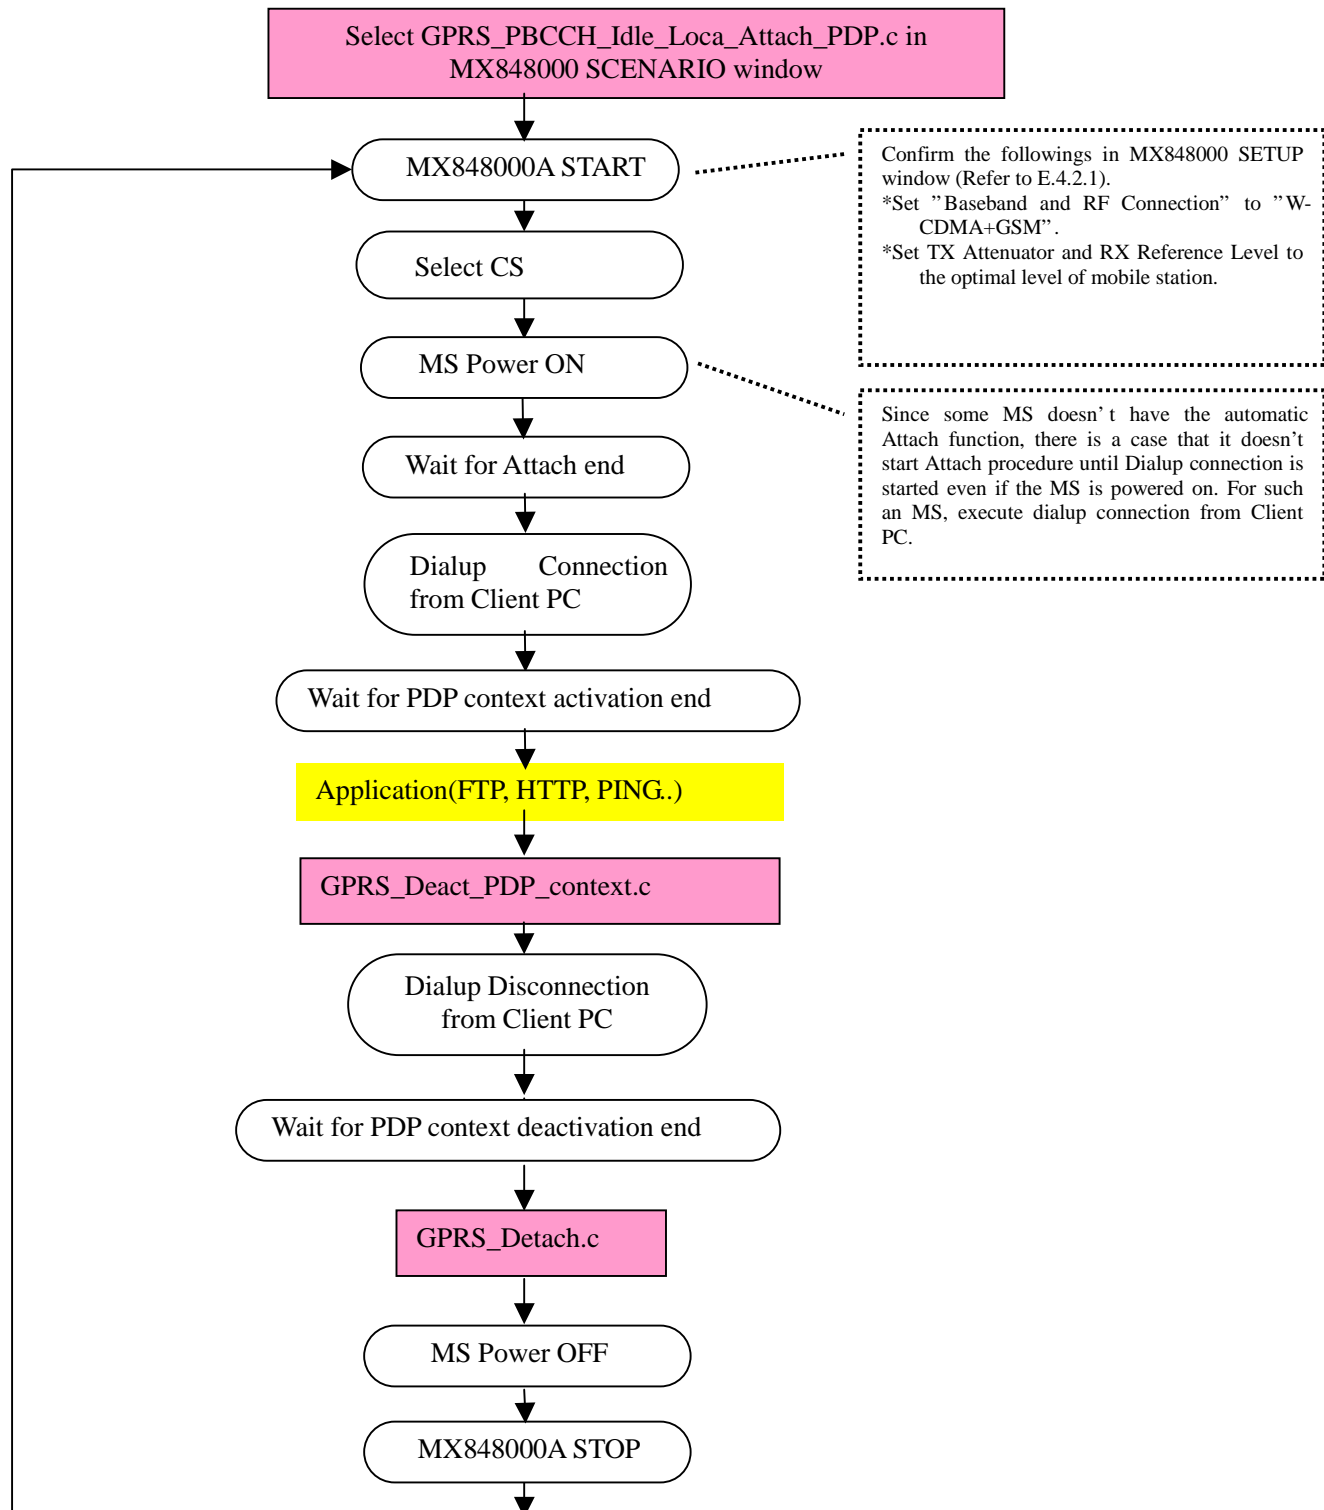 Select GPRS_PBCCH_Idle_Loca_Attach_PDP.c in
MX848000 SCENARIO window
MX848000A START
Confirm the followings in MX848000 SETUP
window (Refer to E.4.2.1).
*Set ”Baseband and RF Connection” to ”W-
CDMA+GSM”.
*Set TX Attenuator and RX Reference Level to
the optimal level of mobile station.
Select CS
MS Power ON
Since some MS doesn’t have the automatic
Attach function, there is a case that it doesn’t
start Attach procedure until Dialup connection is
started even if the MS is powered on. For such
an MS, execute dialup connection from Client
PC.
Wait for Attach end
Dialup Connection
from Client PC
Wait for PDP context activation end
Application(FTP, HTTP, PING..)
GPRS_Deact_PDP_context.c
Dialup Disconnection
from Client PC
Wait for PDP context deactivation end
GPRS_Detach.c
MS Power OFF
MX848000A STOP